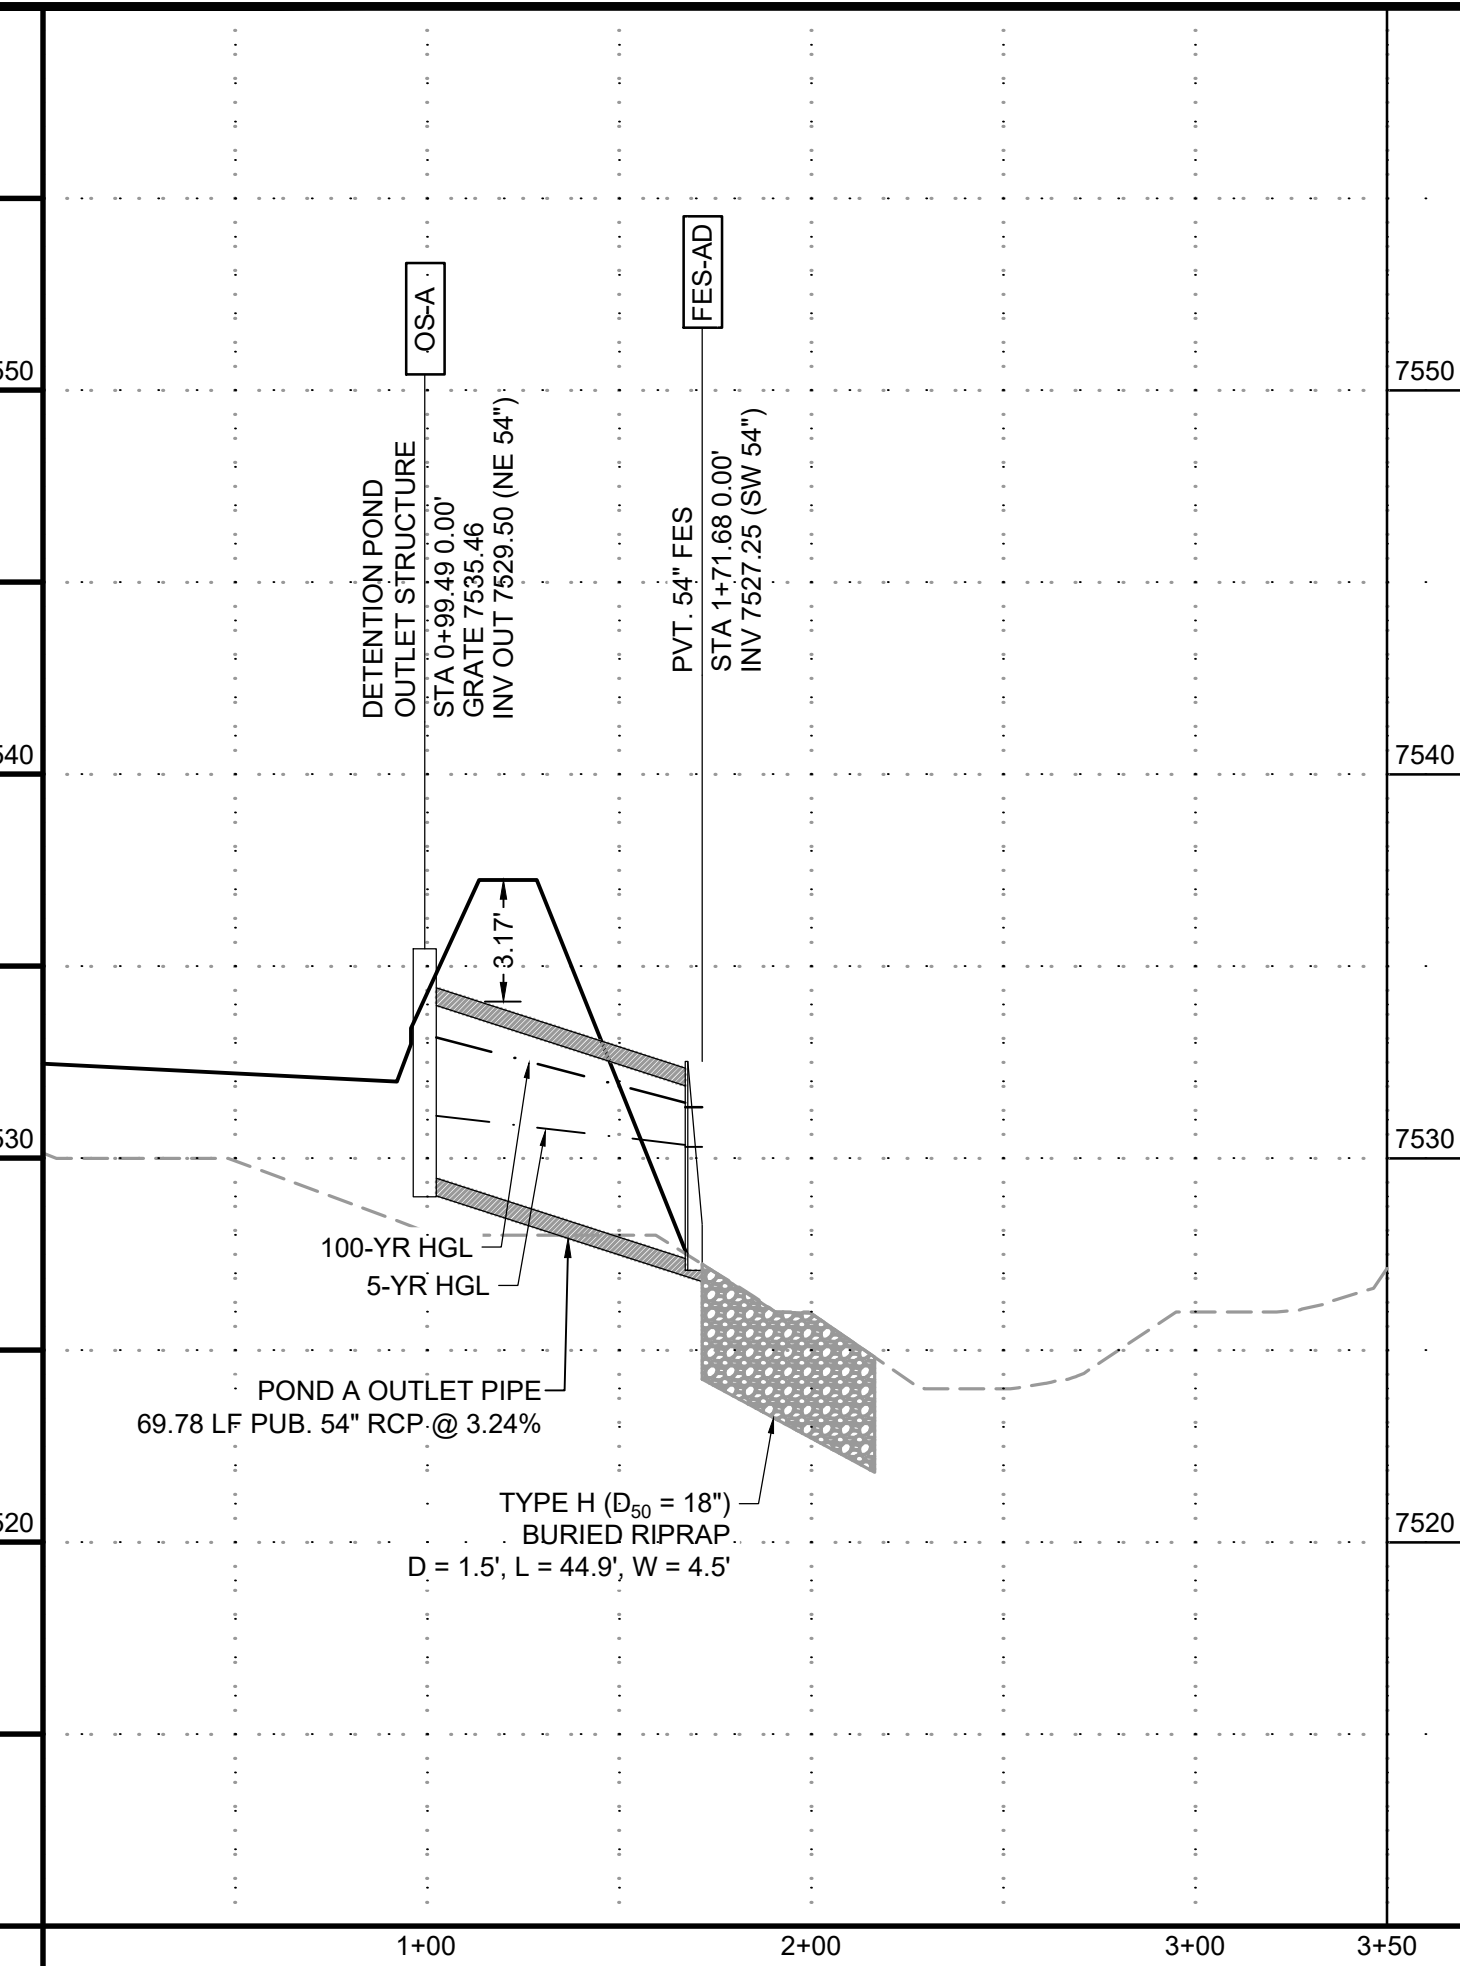 OS-A
FES-AD
DETENTION POND
OUTLET STRUCTURE
STA 0+99.49 0.00'
GRATE 7535.46
INV OUT 7529.50 (NE 54")
PVT. 54" FES
STA 1+71.68 0.00'
INV 7527.25 (SW 54")
550
7550
540
7540
3.17'
530
7530
100-YR HGL
5-YR HGL
POND A OUTLET PIPE
69.78 LF PUB. 54" RCP @ 3.24%
TYPE H (D50 = 18")
BURIED RIPRAP
D = 1.5', L = 44.9', W = 4.5'
520
7520
1+00
2+00
3+00
3+50